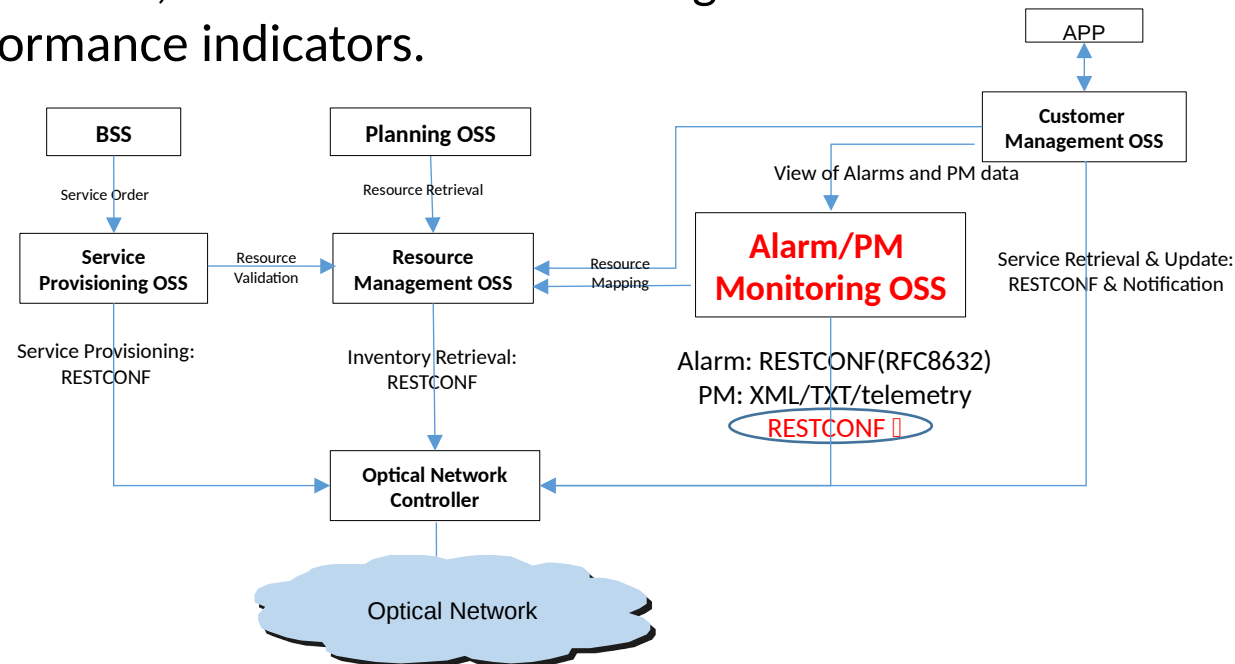 ormance indicators.
APP
Customer
Management OSS
BSS
Planning OSS
View of Alarms and PM data
Service Order
Resource Retrieval
Service
Provisioning OSS
Resource
Validation
Resource
Management OSS
Resource
Mapping
Alarm/PM
Monitoring OSS
Service Retrieval & Update:
RESTCONF & Notification
Service Provisioning:
RESTCONF
Inventory Retrieval:
RESTCONF
Alarm: RESTCONF(RFC8632)
PM: XML/TXT/telemetry
RESTCONF
Optical Network
Controller
Optical Network